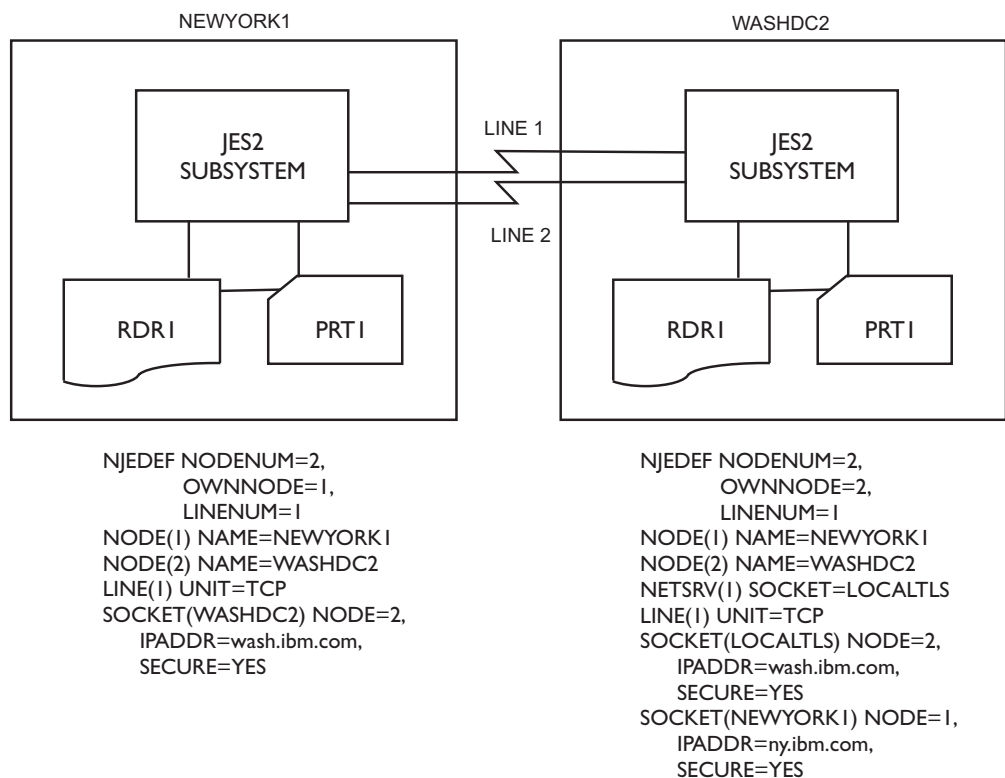 NEWYORK1
WASHDC2
JES2
SUBSYSTEM
LINE 1
LINE 2
JES2
SUBSYSTEM
RDR1
PRT1
RDR1
PRT1
NJEDEF NODENUM=2,
OWNNODE=1,
LINENUM=1
NODE(1) NAME=NEWYORK1
NODE(2) NAME=WASHDC2
LINE(1) UNIT=TCP
SOCKET(WASHDC2) NODE=2,
IPADDR=wash.ibm.com,
SECURE=YES
NJEDEF NODENUM=2,
OWNNODE=2,
LINENUM=1
NODE(1) NAME=NEWYORK1
NODE(2) NAME=WASHDC2
NETSRV(1) SOCKET=LOCALTLS
LINE(1) UNIT=TCP
SOCKET(LOCALTLS) NODE=2,
IPADDR=wash.ibm.com,
SECURE=YES
SOCKET(NEWYORK1) NODE=1,
IPADDR=ny.ibm.com,
SECURE=YES